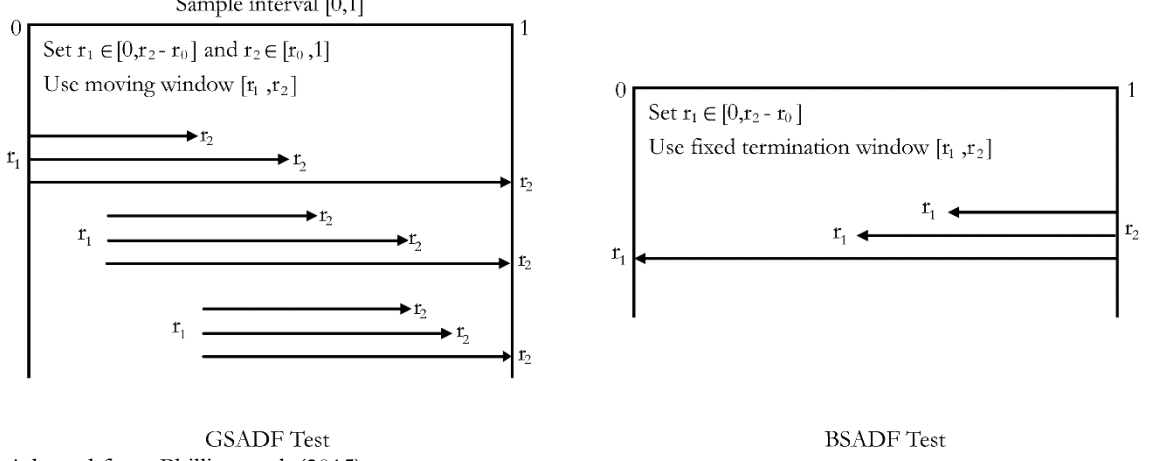 Sample interval [0,1]
0
1
Set r₁ ∈ [0,r₂ - r₀] and r₂ ∈ [r₀ ,1]
Use moving window [r₁ ,r₂]
r₂
r₁
r₂
r₂
r₂
r₁
r₂
r₂
r₂
r₁
r₂
r₂
GSADF Test
0
1
Set r₁ ∈ [0,r₂ - r₀ ]
Use fixed termination window [r₁ ,r₂]
r₁
r₁
r₂
r₁
BSADF Test